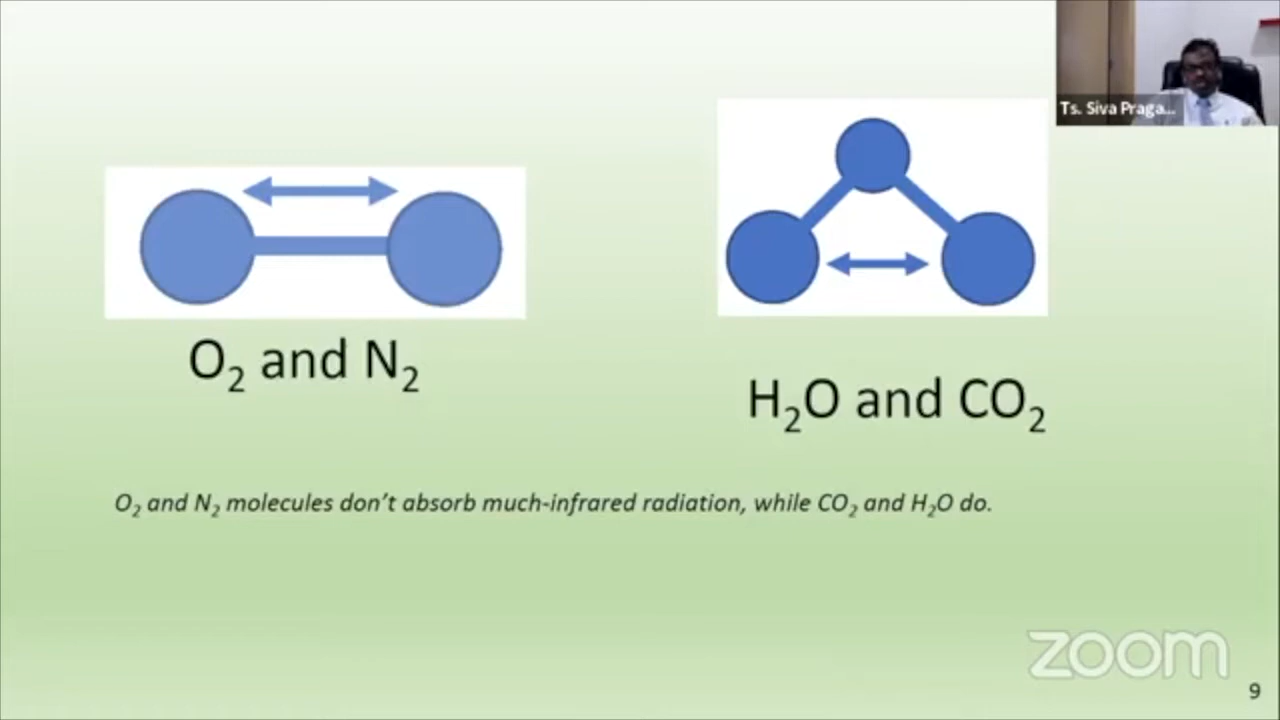 Ts. Siva Praga...
O₂ and N₂
H₂O and CO₂
O₂ and N₂ molecules don't absorb much-infrared radiation, while CO₂ and H₂O do.
zoom
9